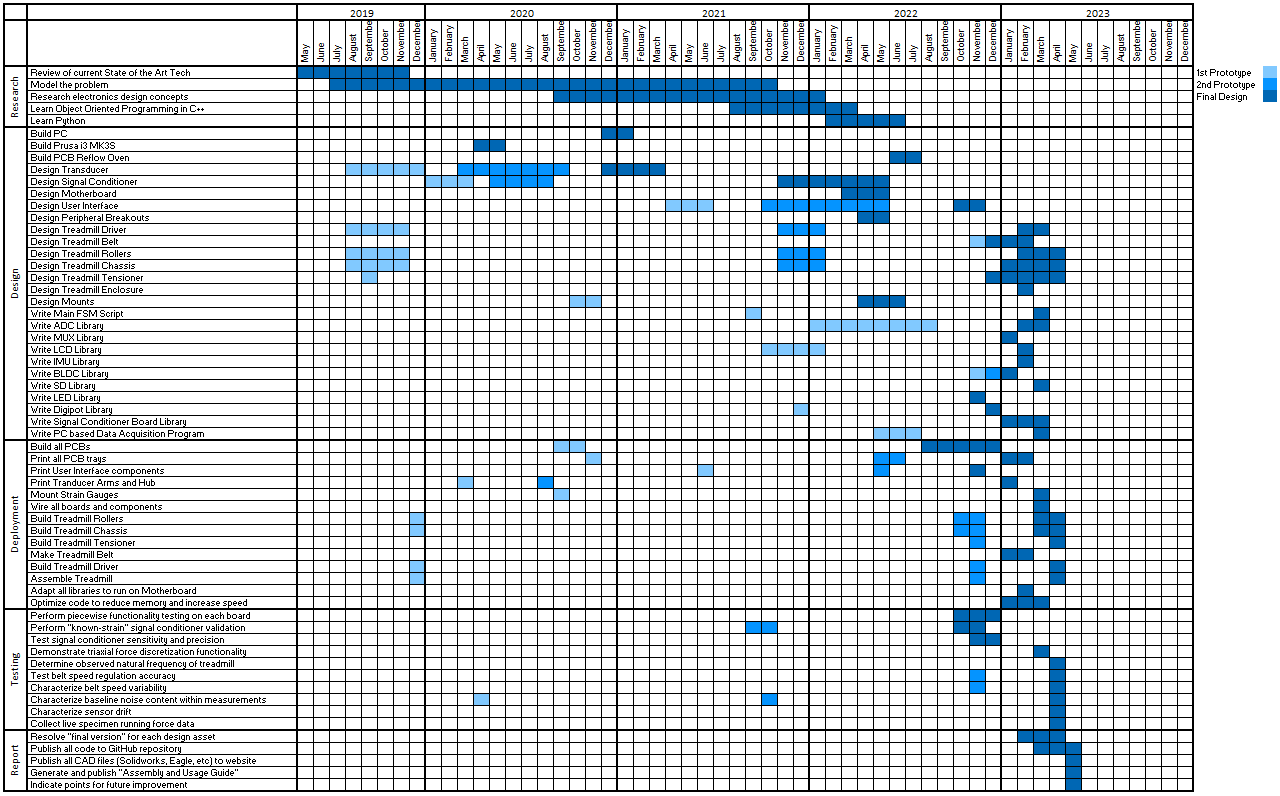 2019 2020 2021 2022 2023
May June July August September October November December January February March April May June July August September October November December January February March April May June July August September October November December January February March April May June July August September October November December January February March April May June July August September October November December
Research
Review of current State of the Art Tech
Model the problem
Research electronics design concepts
Learn Object Oriented Programming in C++
Learn Python
1st Prototype
2nd Prototype
Final Design
Design
Build PC
Build Prusa i3 MK3S
Build PCB Reflow Oven
Design Transducer
Design Signal Conditioner
Design Motherboard
Design User Interface
Design Peripheral Breakouts
Design Treadmill Driver
Design Treadmill Belt
Design Treadmill Rollers
Design Treadmill Chassis
Design Treadmill Tensioner
Design Treadmill Enclosure
Design Mounts
Write Main FSM Script
Write ADC Library
Write MUX Library
Write LCD Library
Write IMU Library
Write BLDC Library
Write SD Library
Write LED Library
Write Digipot Library
Write Signal Conditioner Board Library
Write PC based Data Acquisition Program
Deployment
Build all PCBs
Print all PCB trays
Print User Interface components
Print Tranducer Arms and Hub
Mount Strain Gauges
Wire all boards and components
Build Treadmill Rollers
Build Treadmill Chassis
Build Treadmill Tensioner
Make Treadmill Belt
Build Treadmill Driver
Assemble Treadmill
Adapt all libraries to run on Motherboard
Optimize code to reduce memory and increase speed
Testing
Perform piecewise functionality testing on each board
Perform "known-strain" signal conditioner validation
Test signal conditioner sensitivity and precision
Demonstrate triaxial force discretization functionality
Determine observed natural frequency of treadmill
Test belt speed regulation accuracy
Characterize belt speed variability
Characterize baseline noise content within measurements
Characterize sensor drift
Collect live specimen running force data
Report
Resolve "final version" for each design asset
Publish all code to GitHub repository
Publish all CAD files (Solidworks, Eagle, etc) to website
Generate and publish "Assembly and Usage Guide"
Indicate points for future improvement